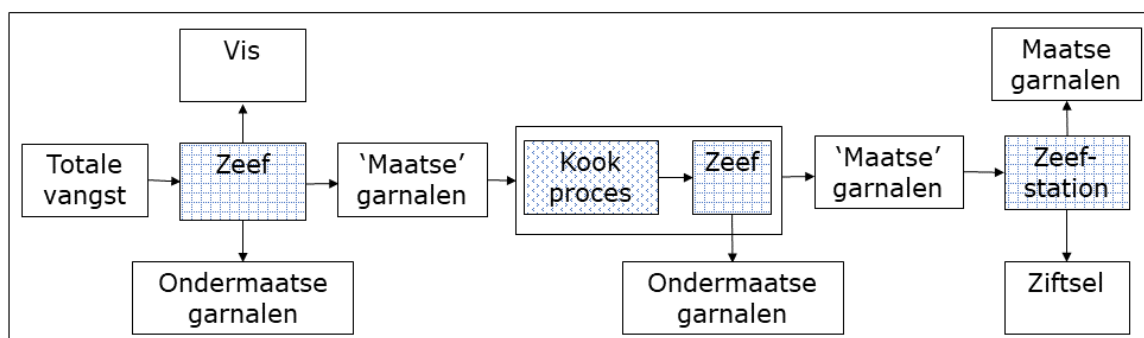 Vis
Maatse
garnalen
Totale
vangst
Zeef
‘Maatse’
garnalen
Kook
proces
Zeef
‘Maatse’
garnalen
Zeef-
station
Ondermaatse
garnalen
Ondermaatse
garnalen
Ziftsel